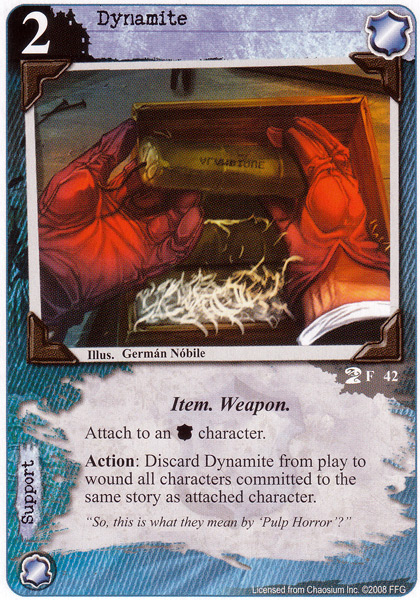 2
Dynamite
Illus. Germán Nóbile
F 42
Item. Weapon.
Attach to an character.
Action: Discard Dynamite from play to
wound all characters committed to the
same story as attached character.
"So, this is what they mean by 'Pulp Horror'?"
Support
Licensed from Chaosium Inc. ©2008 FFG